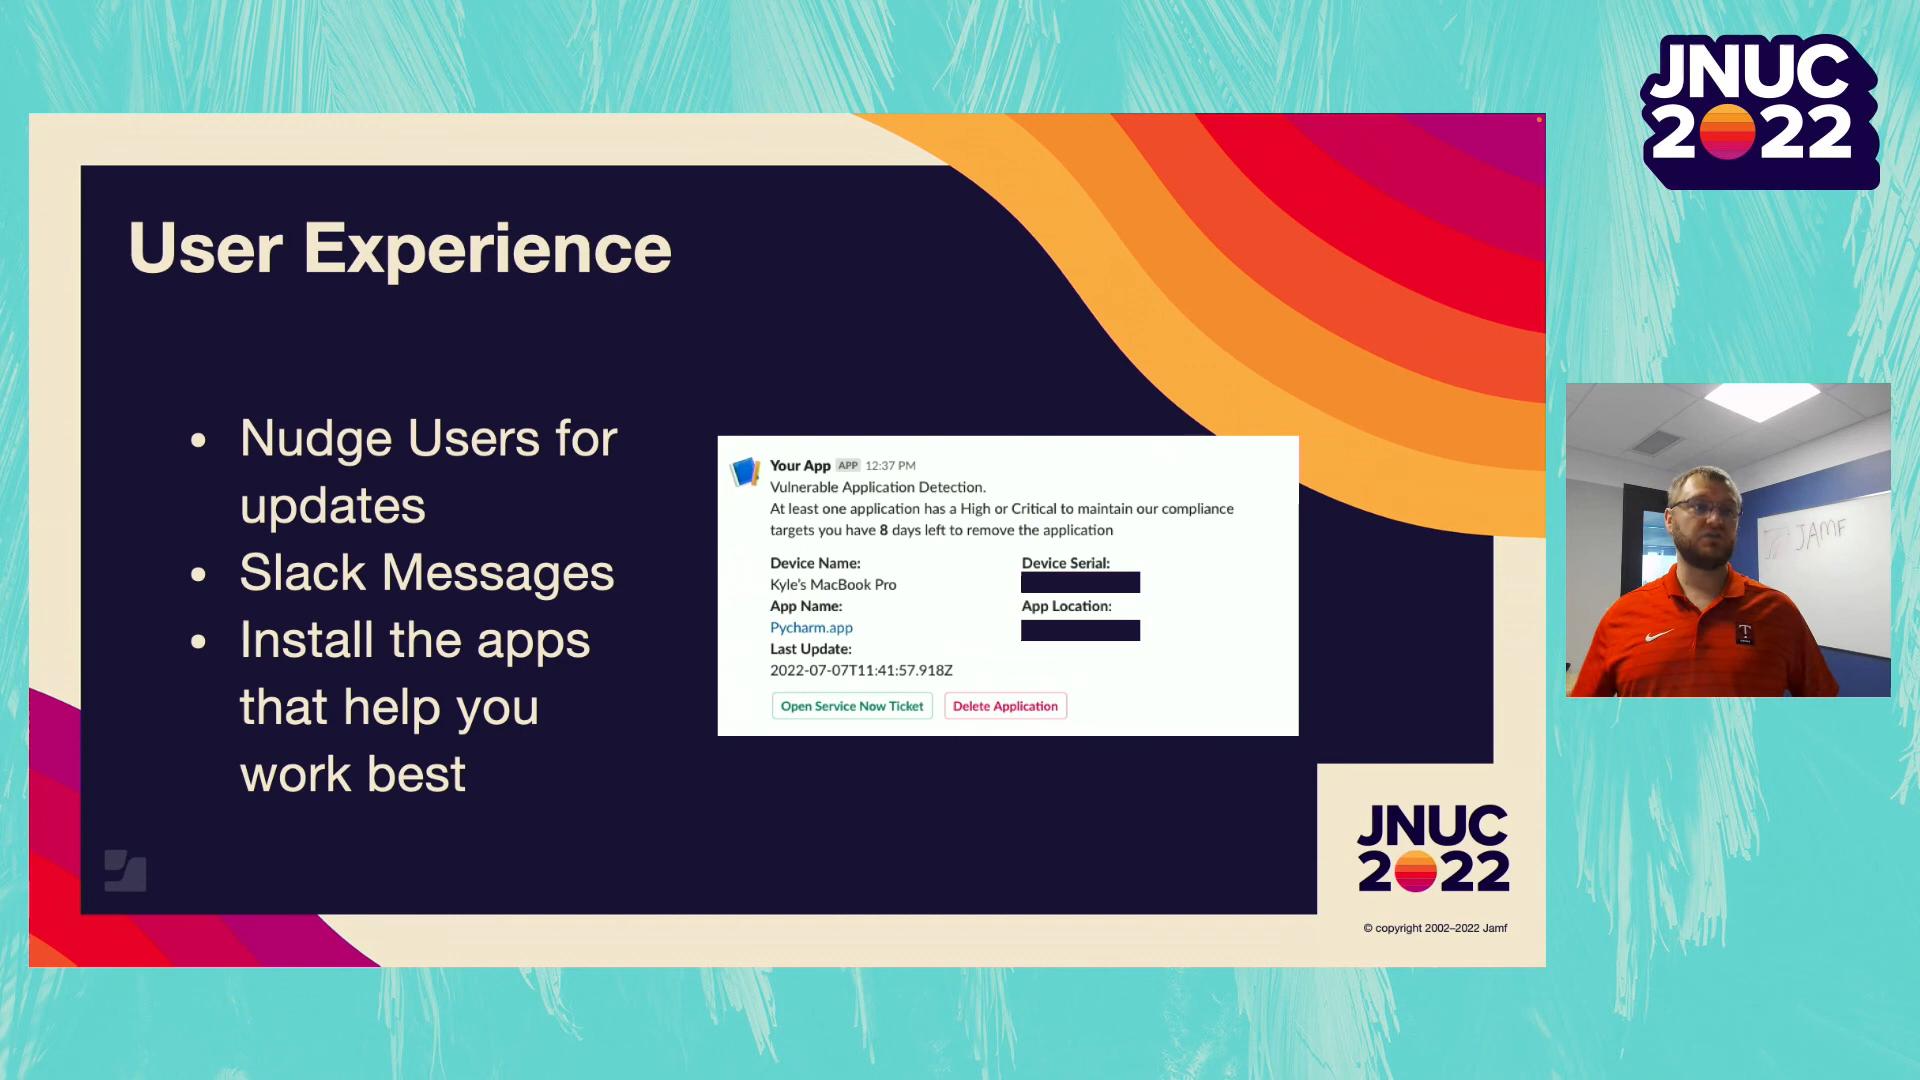 JNUC
2022
User Experience
• Nudge Users for
updates
• Slack Messages
• Install the apps
that help you
work best
Your App APP 12:37 PM
Vulnerable Application Detection.
At least one application has a High or Critical to maintain our compliance
targets you have 8 days left to remove the application
Device Name:
Kyle's MacBook Pro
Device Serial:
App Name:
Pycharm.app
App Location:
Last Update:
2022-07-07T11:41:57.918Z
Open Service Now Ticket
Delete Application
JAMF
JNUC
2022
© copyright 2002–2022 Jamf